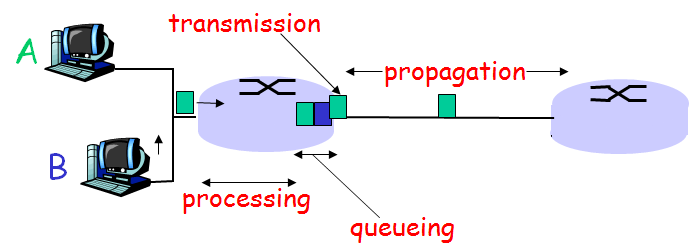 transmission
A
propagation
B
processing
queueing